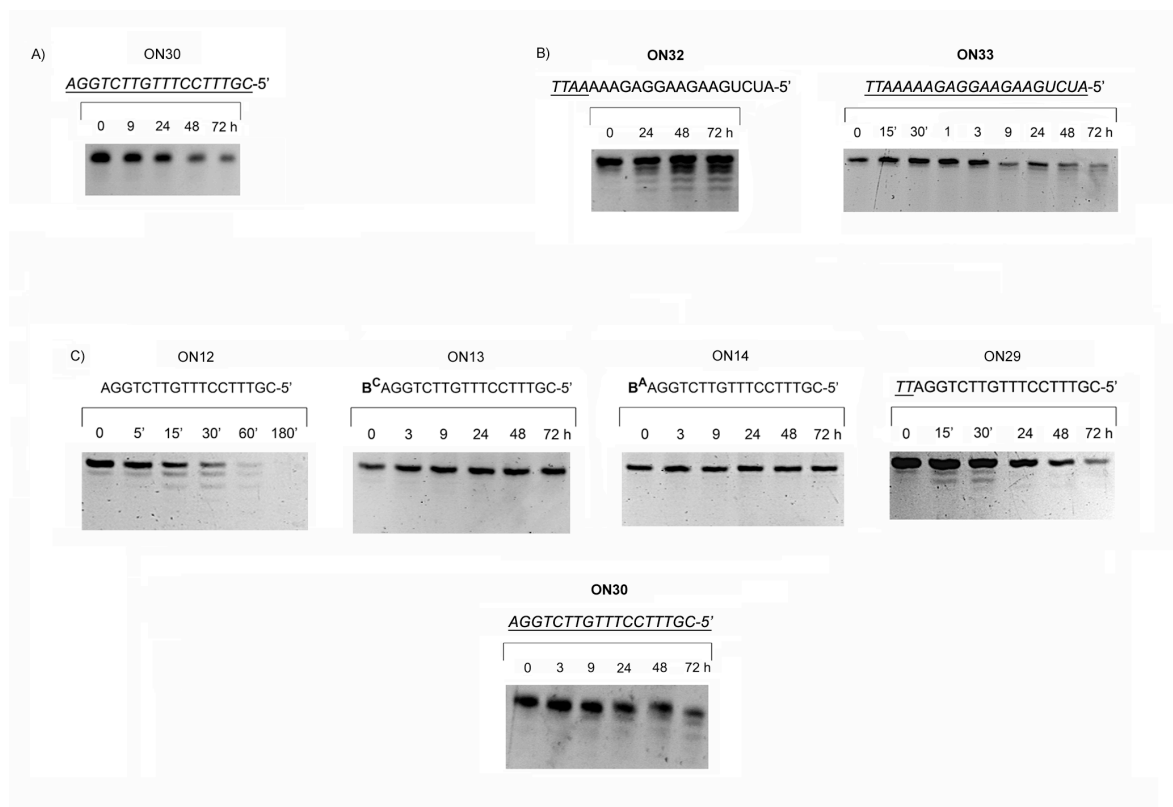 A)
ON30
AGGTCTTGTTTCCTTTGC-5'
0 9 24 48 72 h
B)
ON32
TTAAAAAGAGGAAGAAGUCUA-5'
0 24 48 72 h
ON33
TTAAAAAGAGGAAGAAGUCUA-5'
0 15' 30' 1 3 9 24 48 72 h
C)
ON12
AGGTCTTGTTTCCTTTGC-5'
0 5' 15' 30' 60' 180'
ON13
BCAGGTCTTGTTTCCTTTGC-5'
0 3 9 24 48 72 h
ON14
BAAGGTCTTGTTTCCTTTGC-5'
0 3 9 24 48 72 h
ON29
TTAGGTCTTGTTTCCTTTGC-5'
0 15' 30' 24 48 72 h
ON30
AGGTCTTGTTTCCTTTGC-5'
0 3 9 24 48 72 h